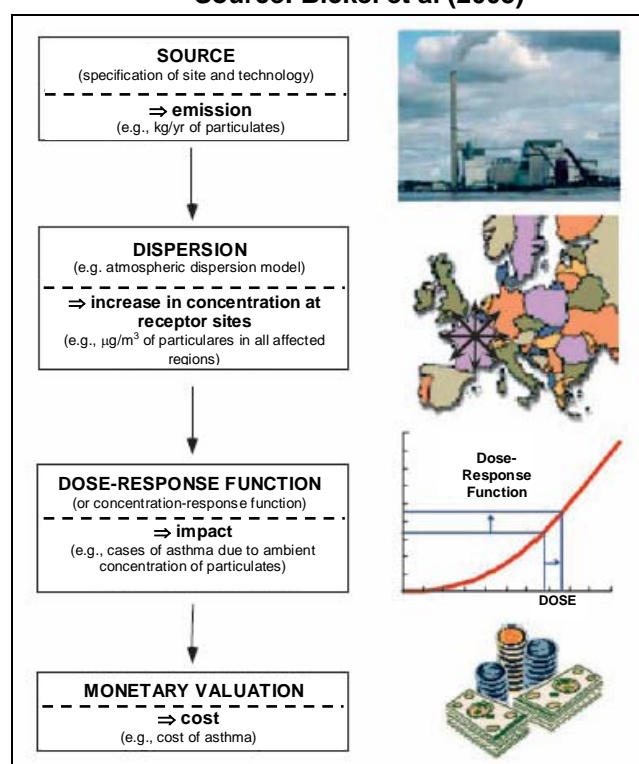 Source: Bickel et al (2005)
SOURCE
(specification of site and technology)
⇒ emission
(e.g., kg/yr of particulates)
DISPERSION
(e.g. atmospheric dispersion model)
⇒ increase in concentration at
receptor sites
(e.g., μg/m³ of particulares in all affected
regions)
DOSE-RESPONSE FUNCTION
(or concentration-response function)
⇒ impact
(e.g., cases of asthma due to ambient
concentration of particulates)
Dose-
Response
Function
DOSE
MONETARY VALUATION
⇒ cost
(e.g., cost of asthma)